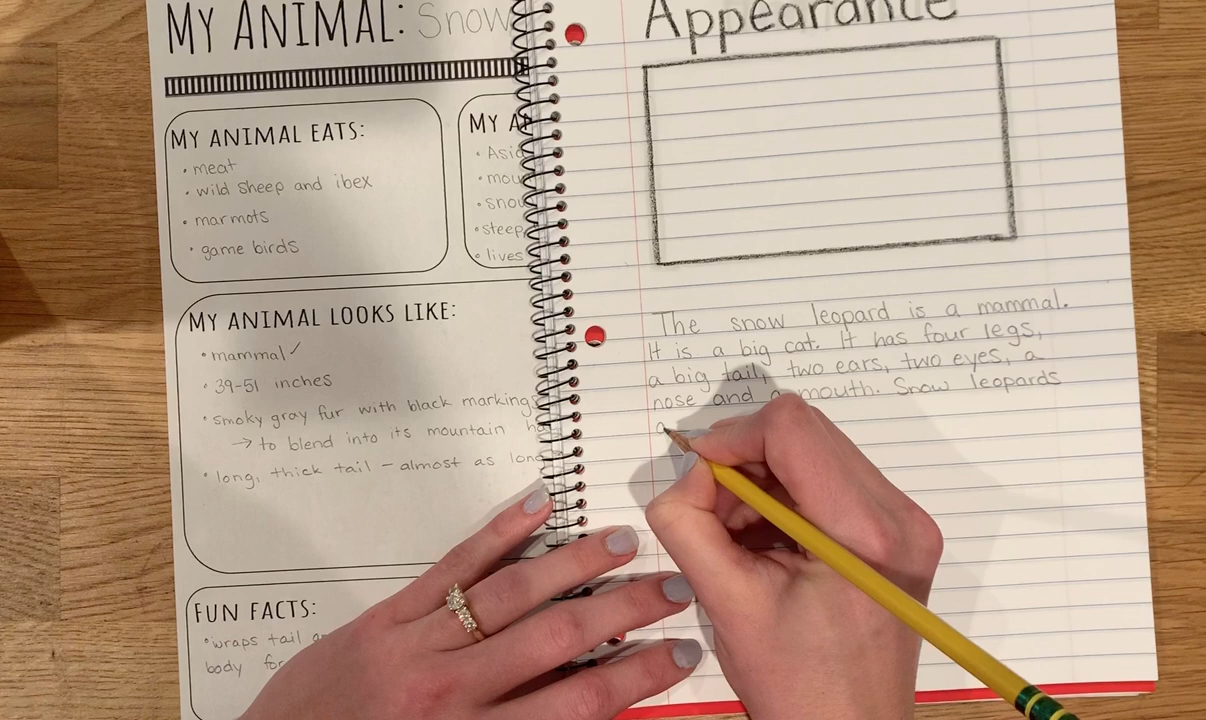 MY ANIMAL: Snow
MY ANIMAL EATS:
• meat
• wild sheep and ibex
• marmots
• game birds
MY
• Asia
• snow
• steep
• lives
MY ANIMAL LOOKS LIKE:
• mammal ✓
• 39-51 inches
• smoky gray fur with black markings
→ to blend into its mountain
• long, thick tail - almost as long
FUN FACTS:
• wraps tail
body for
Appearance
The snow leopard is a mammal.
It is a big cat. It has four legs,
a big tail, two ears, two eyes, a
nose and a mouth. Snow leopards